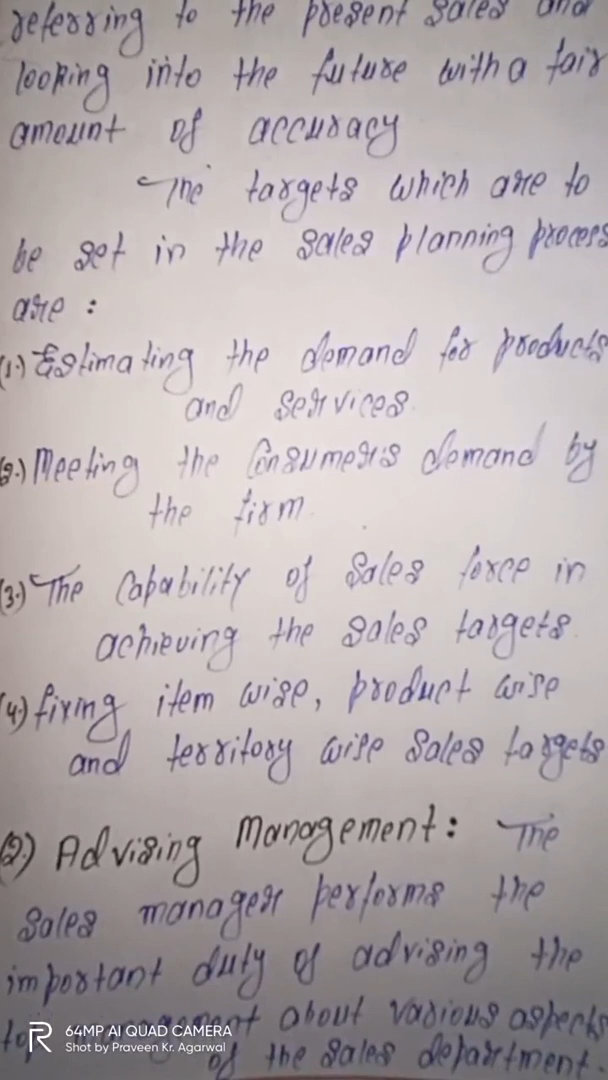 referring to the present sales and
looking into the future with a fair
amount of accuracy
The targets which are to
be set in the sales planning process
are :
(1.) Estimating the demand for products
and services.
(2.) Meeting the Consumer's demand by
the firm.
(3.) The Capability of Sales force in
achieving the sales targets.
(4.) fixing item wise, product wise
and territory wise Sales targets
(2.) Advising Management: The
Sales manager performs the
important duty of advising the
top management about various aspects
of the sales department.
64MP AI QUAD CAMERA
Shot by Praveen Kr. Agarwal